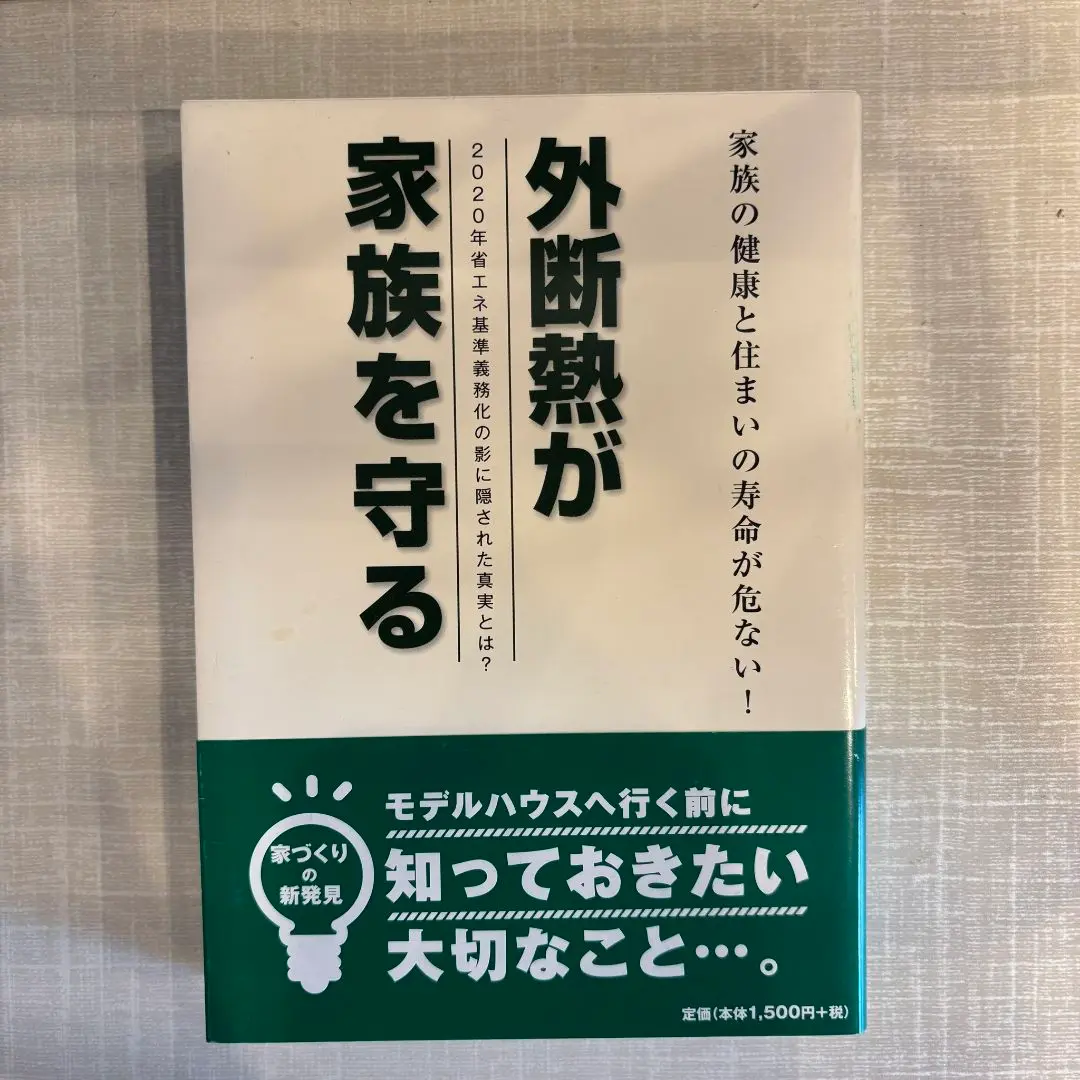 家族の健康と住まいの寿命が危ない！
外断熱が
2020年省エネ基準義務化の影に隠された真実とは？
家族を守る
家づくり
の
新発見
モデルハウスへ行く前に
知っておきたい
大切なこと…。
定価（本体1,500円＋税）